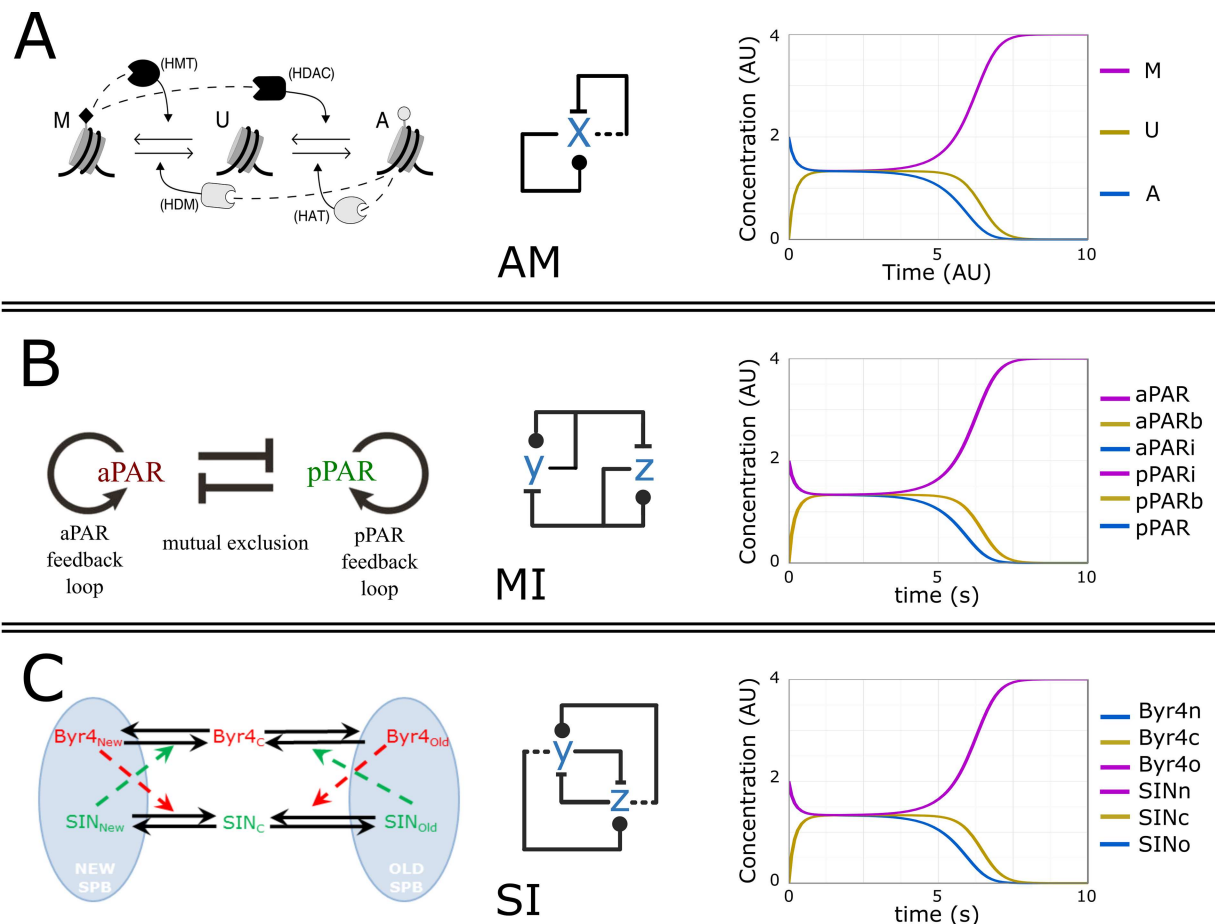 A
(HMT)
(HDAC)
M
U
A
(HDM)
(HAT)
X
AM
Concentration (AU)
4
2
0
0
5
10
Time (AU)
M
U
A
B
aPAR
pPAR
aPAR
feedback
loop
mutual exclusion
pPAR
feedback
loop
y
z
MI
Concentration (AU)
4
2
0
0
5
10
time (s)
aPAR
aPARb
aPARi
pPARi
pPARb
pPAR
C
Byr4New
Byr4C
Byr4Old
SINNew
SINC
SINOld
NEW
SPB
OLD
SPB
y
z
SI
Concentration (AU)
4
2
0
0
5
10
time (s)
Byr4n
Byr4c
Byr4o
SINn
SINc
SINo